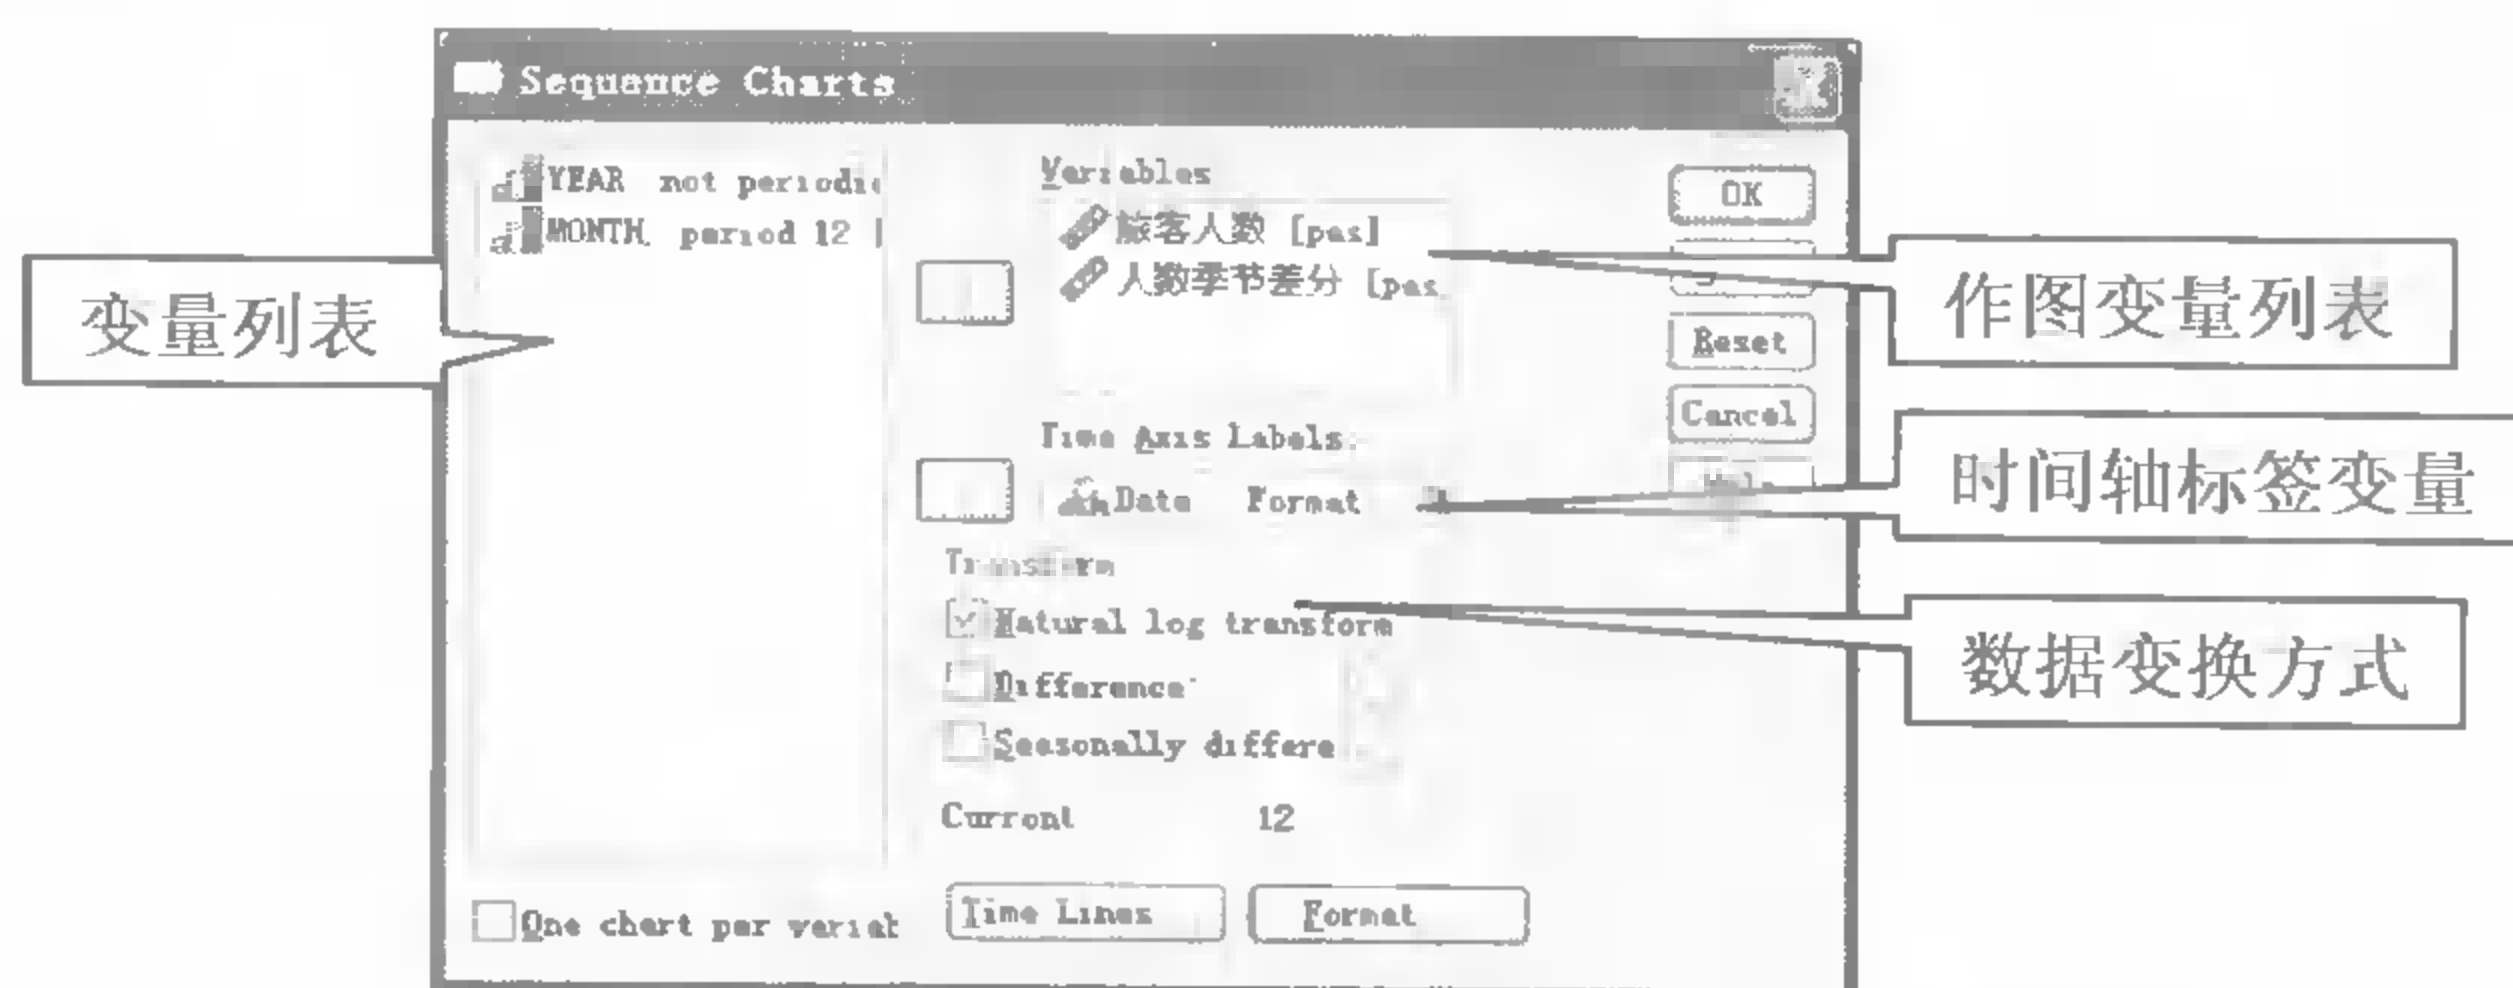 Sequence Charts
YEAR not periodic
MONTH, period 12
Variables
OK
旅客人数 [pas]
人数季节差分 [pas
作图变量列表
变量列表
Reset
Cancel
Time Axis Labels
时间轴标签变量
Date Format
Transform
Natural log transform
数据变换方式
Difference
Seasonally differe
Current 12
One chart per variab
Time Lines
Format